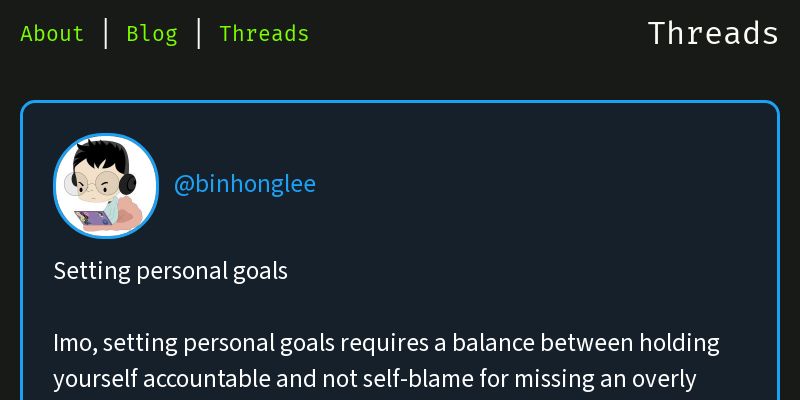 About | Blog | Threads
Threads
@binhonglee
Setting personal goals
Imo, setting personal goals requires a balance between holding
yourself accountable and not self-blame for missing an overly